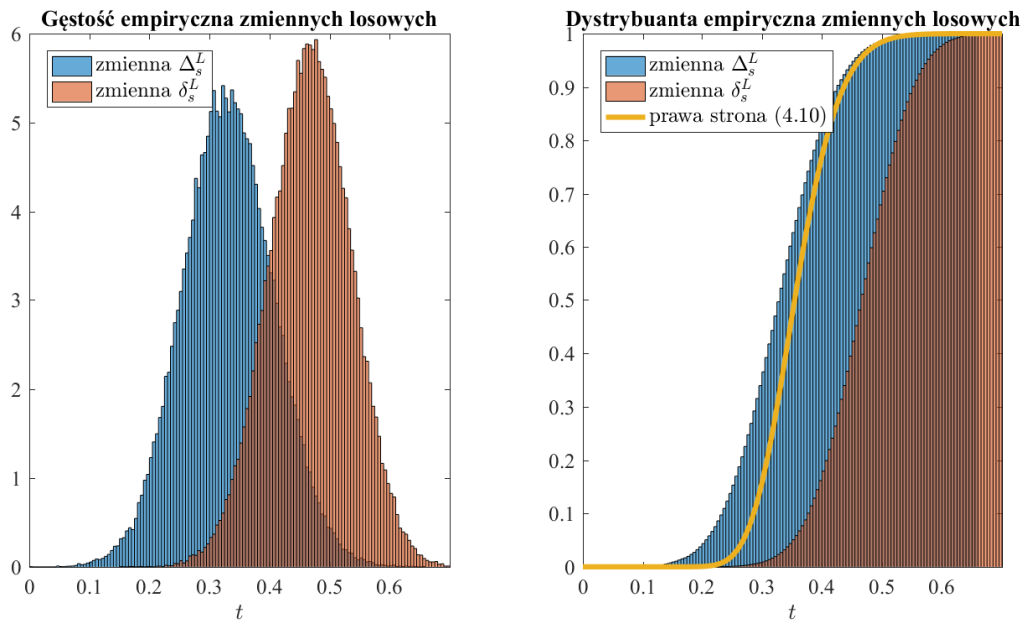 Gęstość empiryczna zmiennych losowych
6
5
4
3
2
1
0
zmienna Δ_s^L
zmienna δ_s^L
0 0.1 0.2 0.3 0.4 0.5 0.6
t
Dystrybuanta empiryczna zmiennych losowych
1
0.9
0.8
0.7
0.6
0.5
0.4
0.3
0.2
0.1
0
zmienna Δ_s^L
zmienna δ_s^L
prawa strona (4.10)
0 0.1 0.2 0.3 0.4 0.5 0.6
t